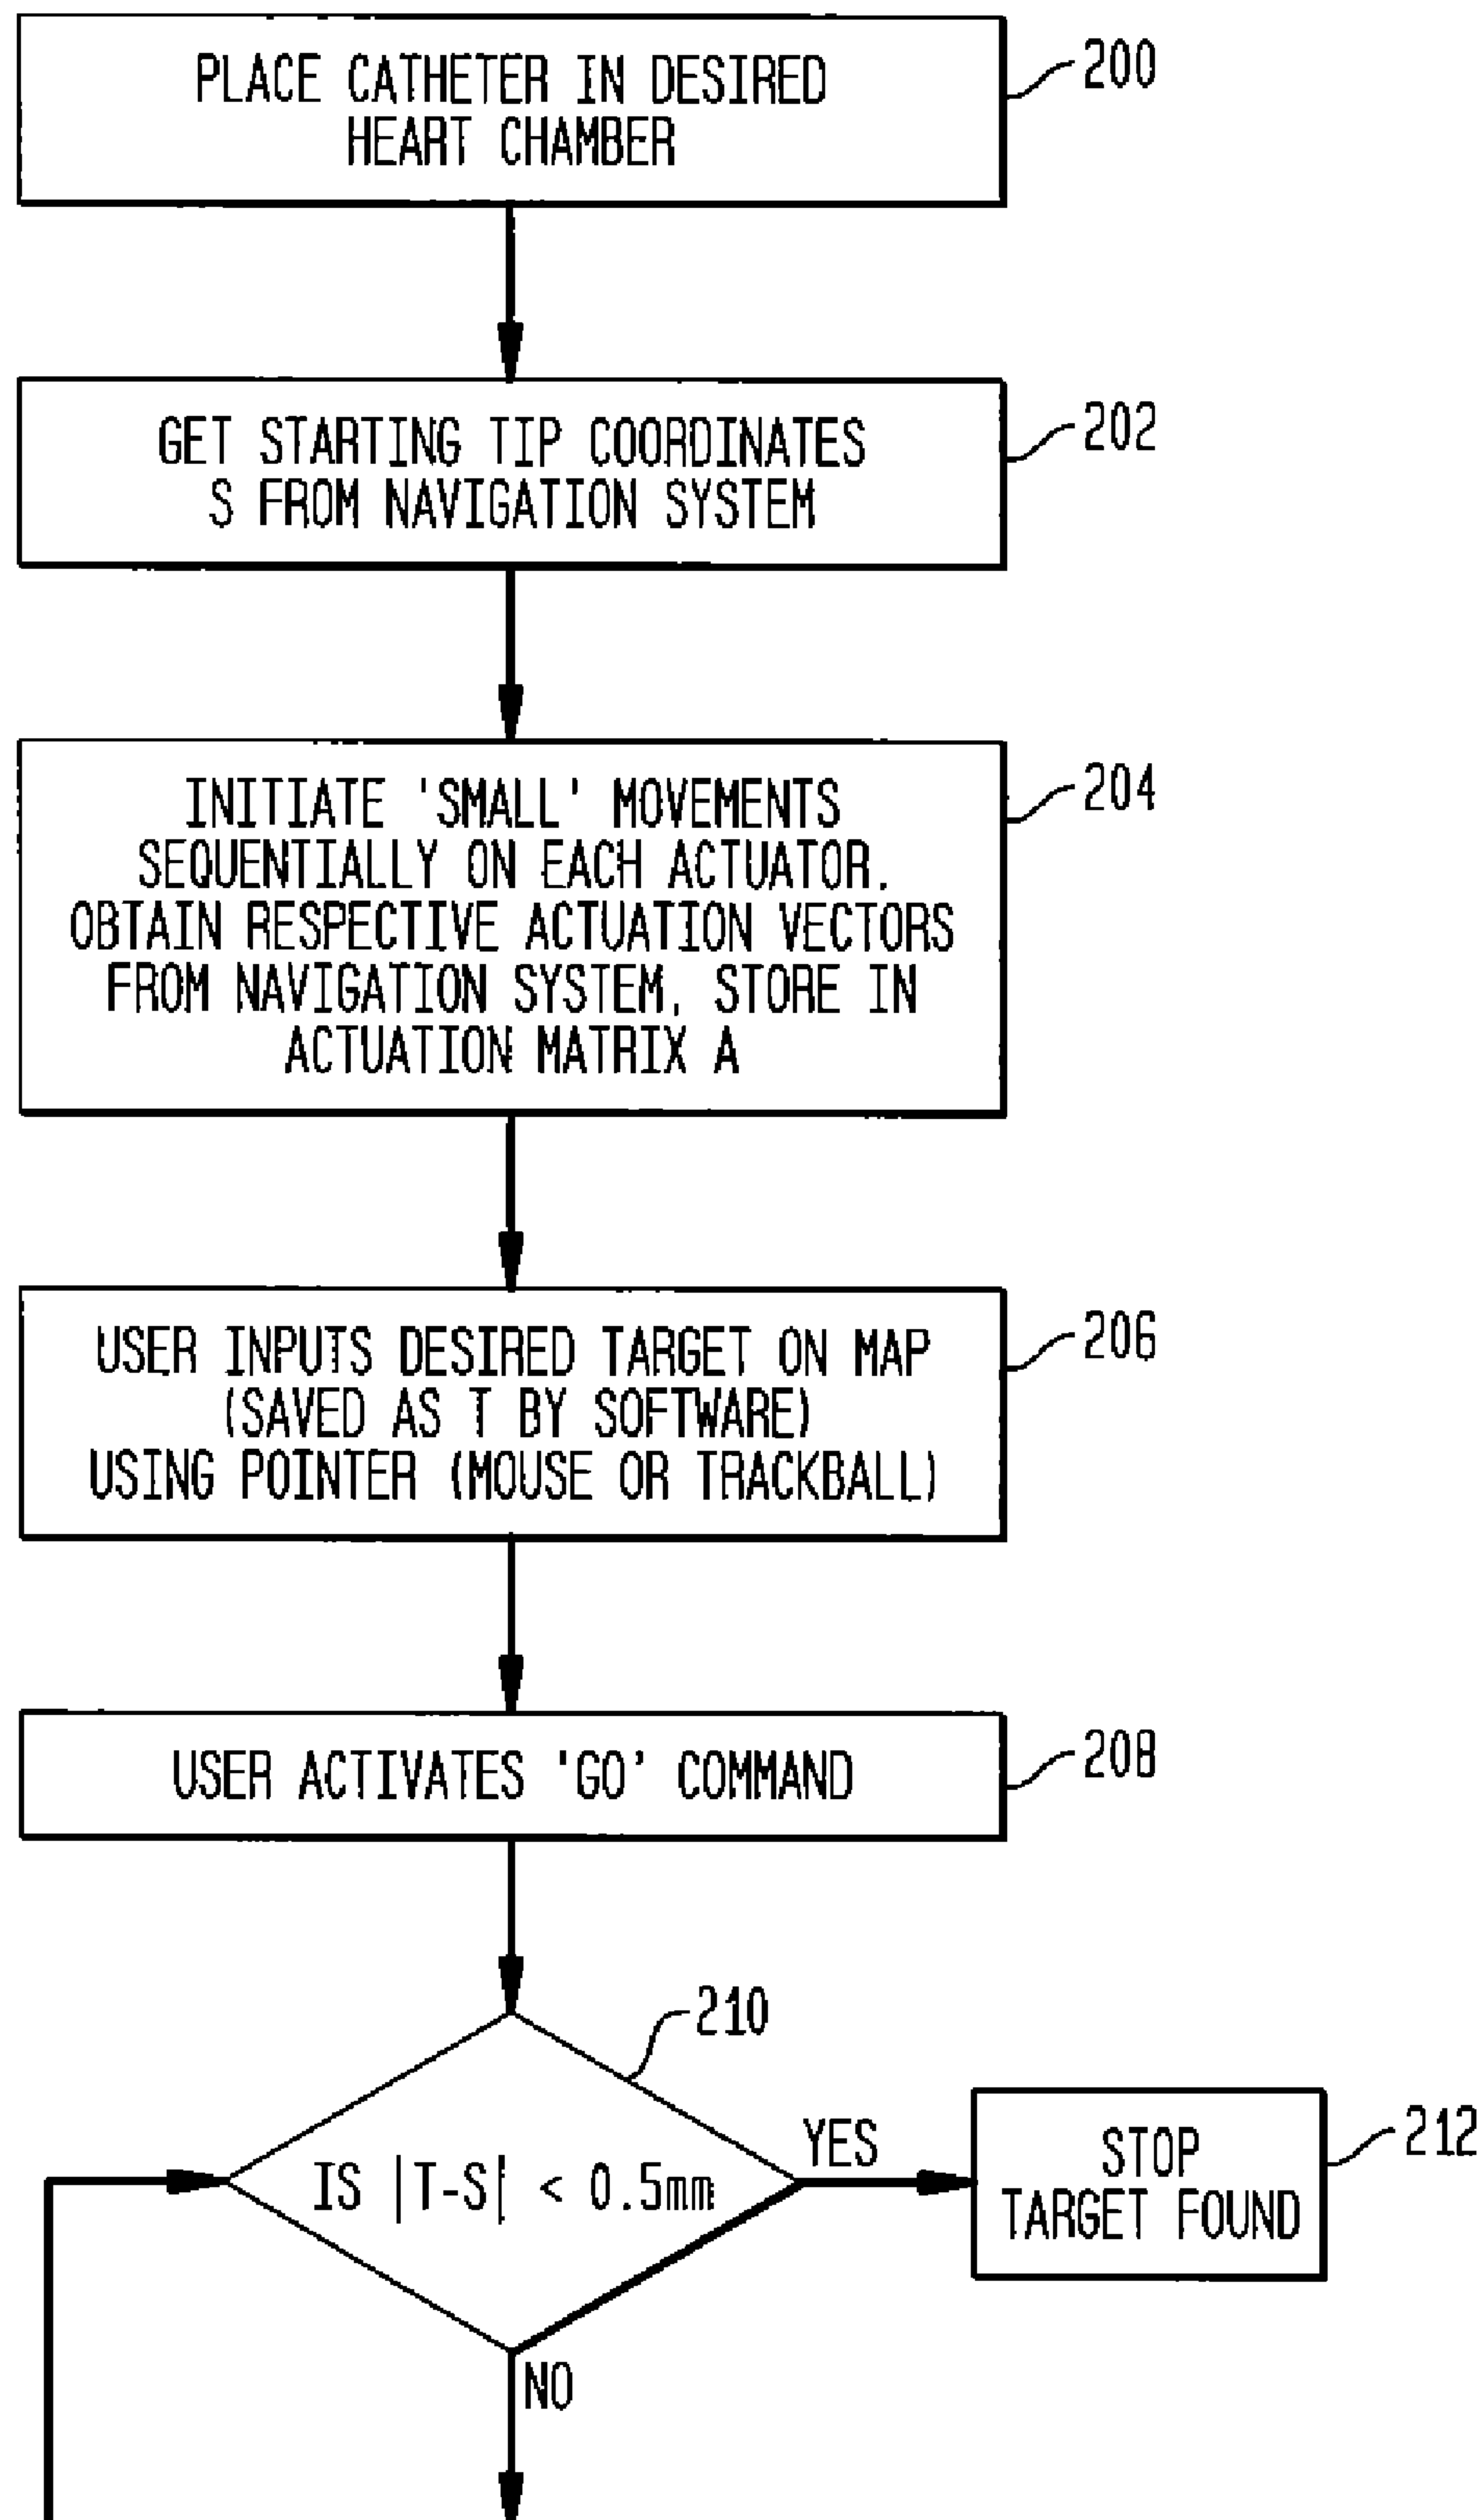 PLACE CATHETER IN DESIRED
HEART CHAMBER
200
GET STARTING TIP COORDINATES
S FROM NAVIGATION SYSTEM
202
INITIATE 'SMALL' MOVEMENTS
SEQUENTIALLY ON EACH ACTUATOR.
OBTAIN RESPECTIVE ACTUATION VECTORS
FROM NAVIGATION SYSTEM, STORE IN
ACTUATION MATRIX A
204
USER INPUTS DESIRED TARGET ON MAP
(SAVED AS T BY SOFTWARE)
USING POINTER (MOUSE OR TRACKBALL)
206
USER ACTIVATES 'GO' COMMAND
208
210
IS |T-S| < 0.5mm
YES
STOP
TARGET FOUND
212
NO